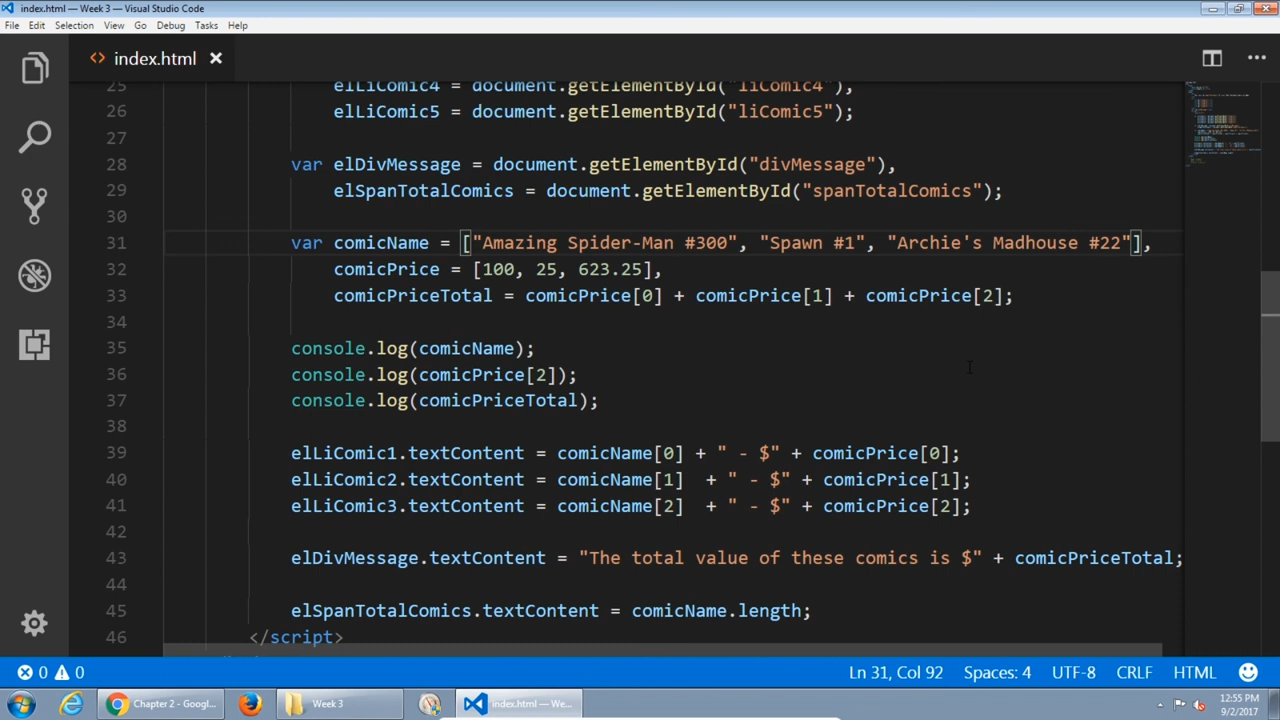 index.html — Week 3 — Visual Studio Code
File Edit Selection View Go Debug Tasks Help
index.html
25 elLiComic4 = document.getElementById("liComic4"),
26 elLiComic5 = document.getElementById("liComic5");
27
28 var elDivMessage = document.getElementById("divMessage"),
29 elSpanTotalComics = document.getElementById("spanTotalComics");
30
31 var comicName = ["Amazing Spider-Man #300", "Spawn #1", "Archie's Madhouse #22"],
32 comicPrice = [100, 25, 623.25],
33 comicPriceTotal = comicPrice[0] + comicPrice[1] + comicPrice[2];
34
35 console.log(comicName);
36 console.log(comicPrice[2]);
37 console.log(comicPriceTotal);
38
39 elLiComic1.textContent = comicName[0] + " - $" + comicPrice[0];
40 elLiComic2.textContent = comicName[1]  + " - $" + comicPrice[1];
41 elLiComic3.textContent = comicName[2]  + " - $" + comicPrice[2];
42
43 elDivMessage.textContent = "The total value of these comics is $" + comicPriceTotal;
44
45 elSpanTotalComics.textContent = comicName.length;
46 </script>
0 0 Ln 31, Col 92 Spaces: 4 UTF-8 CRLF HTML
Chapter 2 - Googl... Week 3 index.html — We... 12:55 PM
9/2/2017